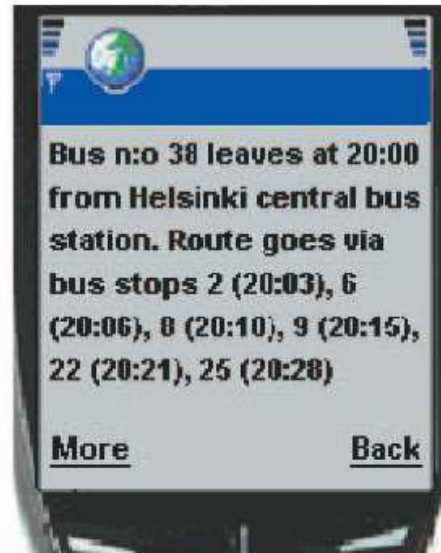 Bus n:o 38 leaves at 20:00
from Helsinki central bus
station. Route goes via
bus stops 2 (20:03), 6
(20:06), 8 (20:10), 9 (20:15),
22 (20:21), 25 (20:28)
More Back